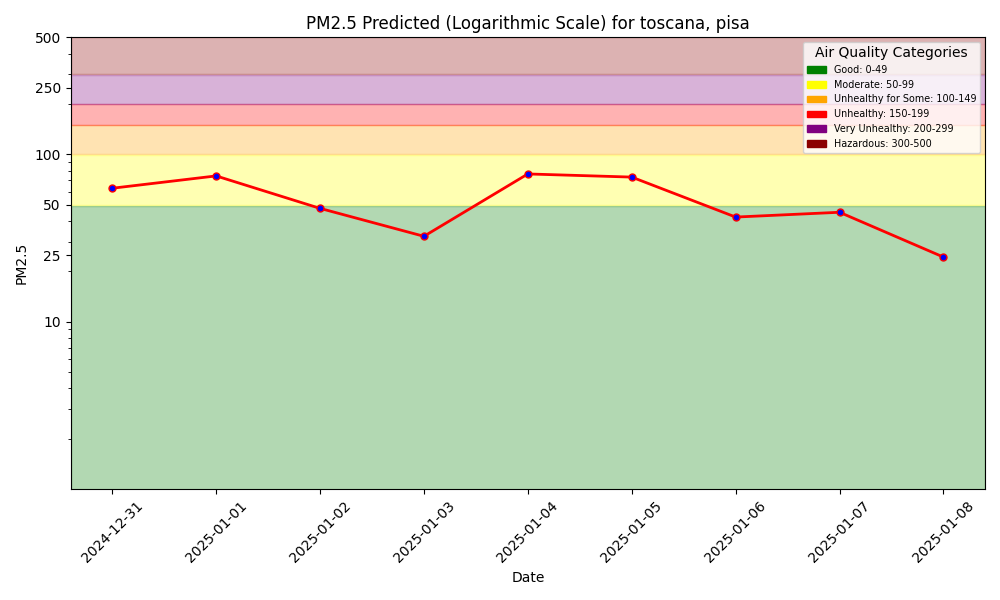 PM2.5 Predicted (Logarithmic Scale) for toscana, pisa
Air Quality Categories
Good: 0-49
Moderate: 50-99
Unhealthy for Some: 100-149
Unhealthy: 150-199
Very Unhealthy: 200-299
Hazardous: 300-500
500
250
100
50
25
10
PM2.5
2024-12-31
2025-01-01
2025-01-02
2025-01-03
2025-01-04
2025-01-05
2025-01-06
2025-01-07
2025-01-08
Date